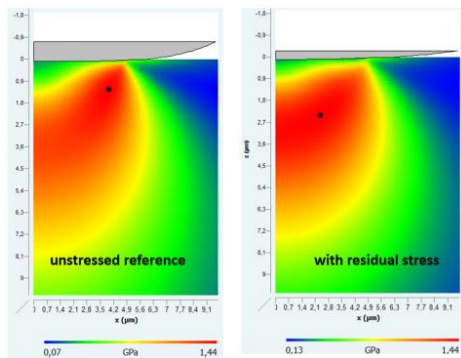 -1,8
-0,9
0
0,9
1,8
2,7
3,6
4,5
5,4
6,3
7,2
8,1
9
unstressed reference
0,7 1,4 2,1 2,8 3,5 4,2 4,9 5,6 6,3 7 7,7 8,4 9,1
x (µm)
0,07 GPa 1,44
-1,8
-0,9
0
0,9
1,8
2,7
3,6
4,5
5,4
6,3
7,2
8,1
9
z (µm)
with residual stress
0,7 1,4 2,1 2,8 3,5 4,2 4,9 5,6 6,3 7 7,7 8,4 9,1
x (µm)
0,13 GPa 1,44